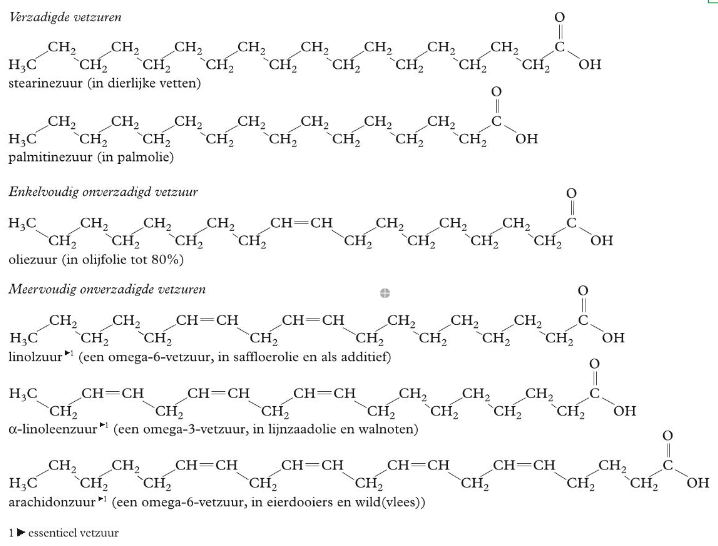 Verzadigde vetzuren
O
CH₂ CH₂ CH₂ CH₂ CH₂ CH₂ CH₂ CH₂ C
H₃C CH₂ CH₂ CH₂ CH₂ CH₂ CH₂ CH₂ CH₂ OH
stearinezuur (in dierlijke vetten)
O
CH₂ CH₂ CH₂ CH₂ CH₂ CH₂ CH₂ C
H₃C CH₂ CH₂ CH₂ CH₂ CH₂ CH₂ CH₂ OH
palmitinezuur (in palmolie)
Enkelvoudig onverzadigd vetzuur
O
H₃C CH₂ CH₂ CH₂ CH=CH CH₂ CH₂ CH₂ C
CH₂ CH₂ CH₂ CH₂ CH₂ CH₂ CH₂ CH₂ OH
oliezuur (in olijfolie tot 80%)
Meervoudig onverzadigde vetzuren
O
CH₂ CH₂ CH=CH CH=CH CH₂ CH₂ CH₂ C
H₃C CH₂ CH₂ CH₂ CH₂ CH₂ CH₂ CH₂ OH
linolzuur ►1 (een omega-6-vetzuur, in saffloerolie en als additief)
O
H₃C CH=CH CH=CH CH=CH CH₂ CH₂ CH₂ C
CH₂ CH₂ CH₂ CH₂ CH₂ CH₂ CH₂ OH
α-linoleenzuur ►1 (een omega-3-vetzuur, in lijnzaadolie en walnoten)
O
CH₂ CH₂ CH=CH CH=CH CH=CH CH=CH CH₂ C
H₃C CH₂ CH₂ CH₂ CH₂ CH₂ CH₂ CH₂ OH
arachidonzuur ►1 (een omega-6-vetzuur, in eierdooiers en wild(vlees))
1 ► essentieel vetzuur